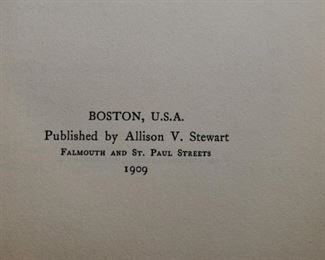 BOSTON, U.S.A.
Published by Allison V. Stewart
Falmouth and St. Paul Streets
1909